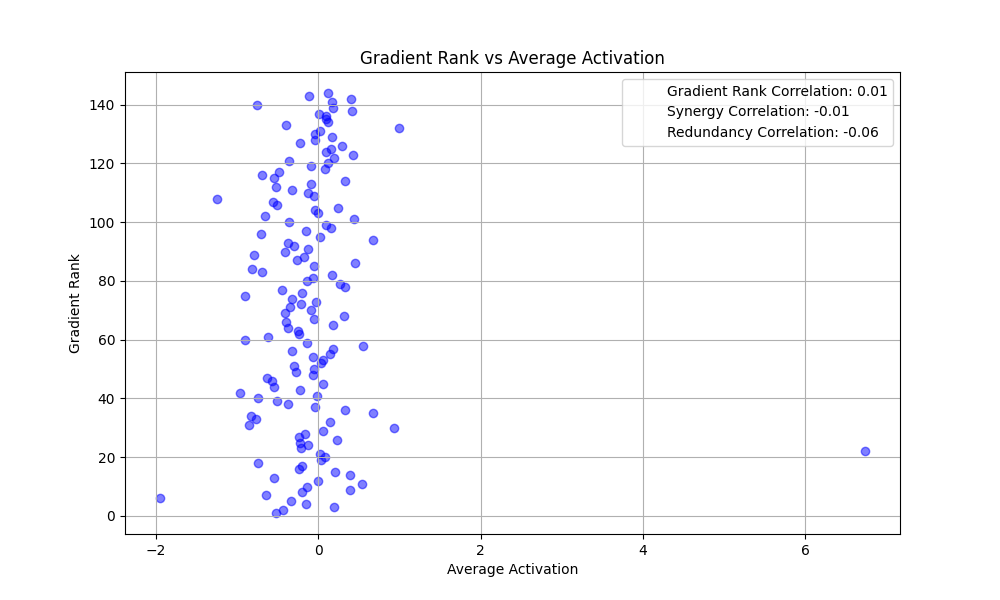 Gradient Rank vs Average Activation
Gradient Rank Correlation: 0.01
Synergy Correlation: -0.01
Redundancy Correlation: -0.06
140
120
100
80
60
40
20
0
Gradient Rank
−2
0
2
4
6
Average Activation